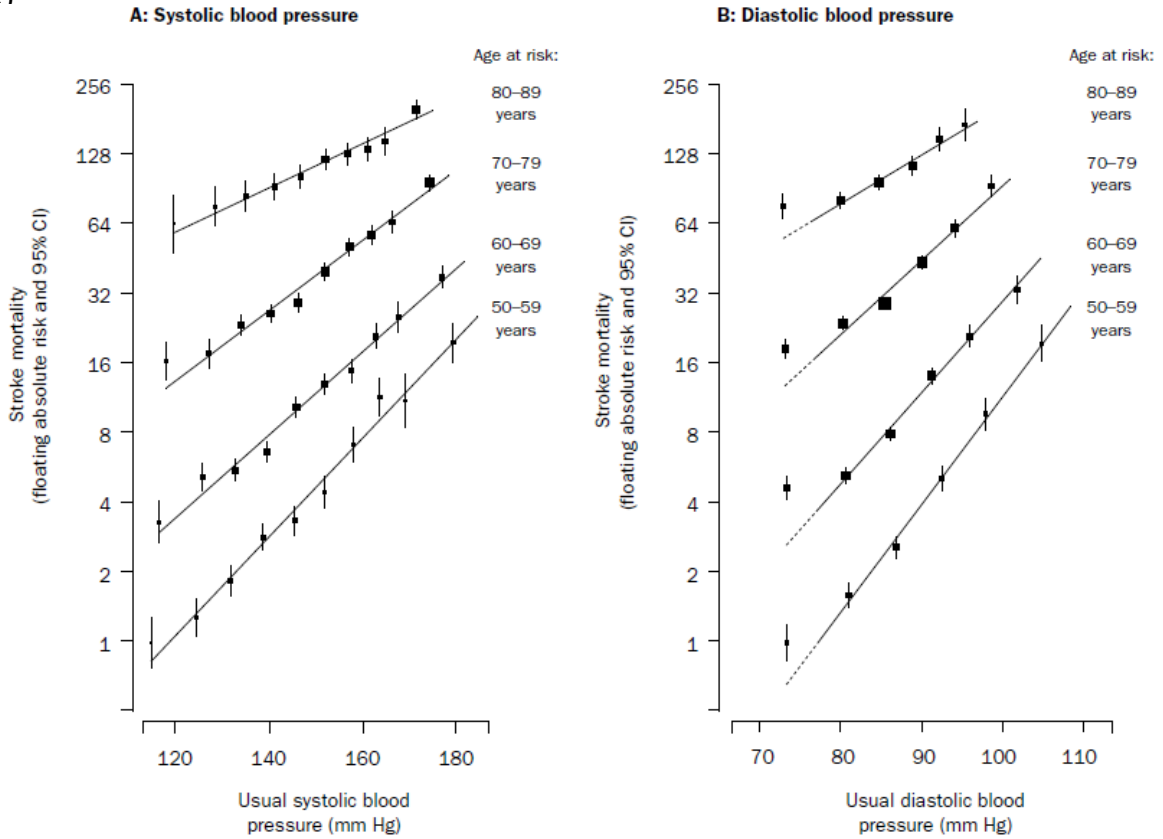 A: Systolic blood pressure
Age at risk:
80–89
years
70–79
years
60–69
years
50–59
years
256
128
64
32
16
8
4
2
1
Stroke mortality
(floating absolute risk and 95% CI)
120 140 160 180
Usual systolic blood
pressure (mm Hg)
B: Diastolic blood pressure
Age at risk:
80–89
years
70–79
years
60–69
years
50–59
years
256
128
64
32
16
8
4
2
1
Stroke mortality
(floating absolute risk and 95% CI)
70 80 90 100 110
Usual diastolic blood
pressure (mm Hg)